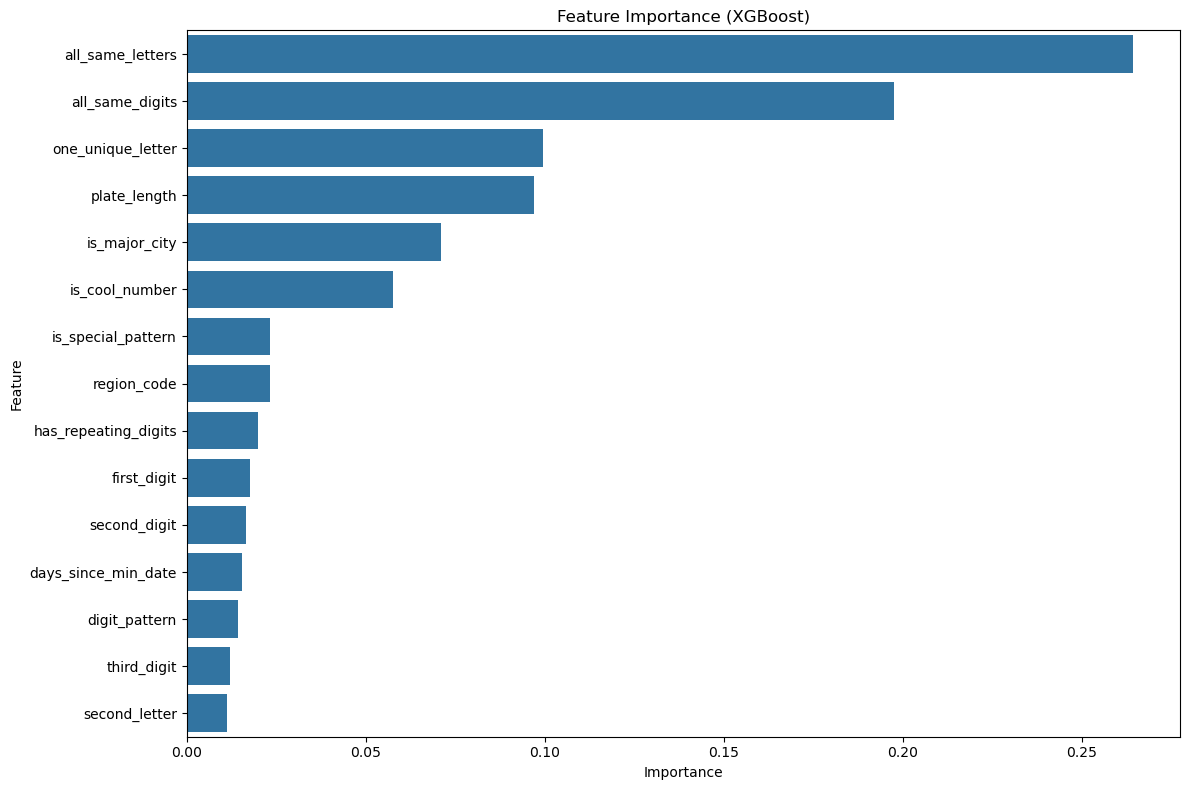 Feature Importance (XGBoost)
all_same_letters
all_same_digits
one_unique_letter
plate_length
is_major_city
is_cool_number
is_special_pattern
region_code
has_repeating_digits
first_digit
second_digit
days_since_min_date
digit_pattern
third_digit
second_letter
Feature
0.00 0.05 0.10 0.15 0.20 0.25
Importance